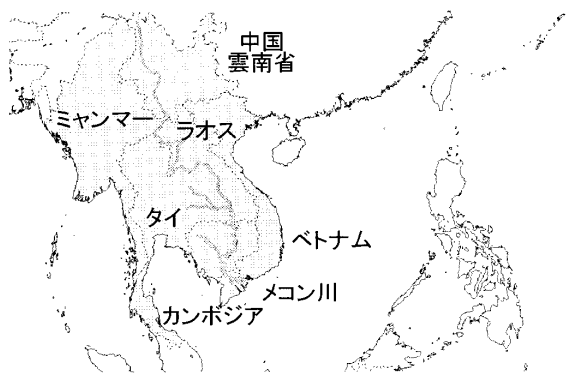 中国
雲南省
ミャンマー
ラオス
タイ
ベトナム
メコン川
カンボジア